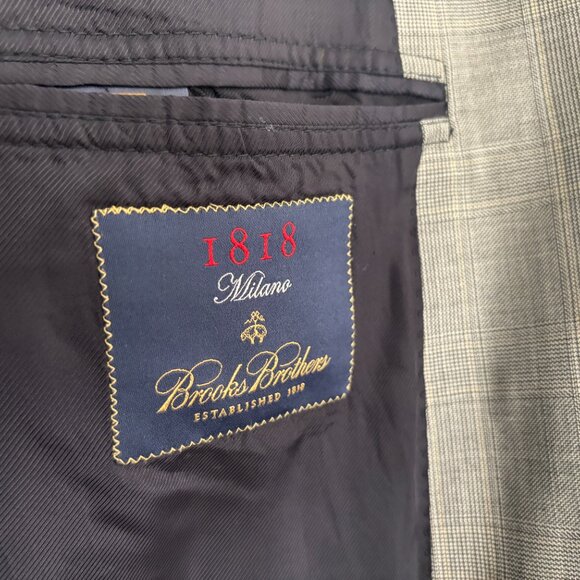 1818
Milano
Brooks Brothers
ESTABLISHED 1818